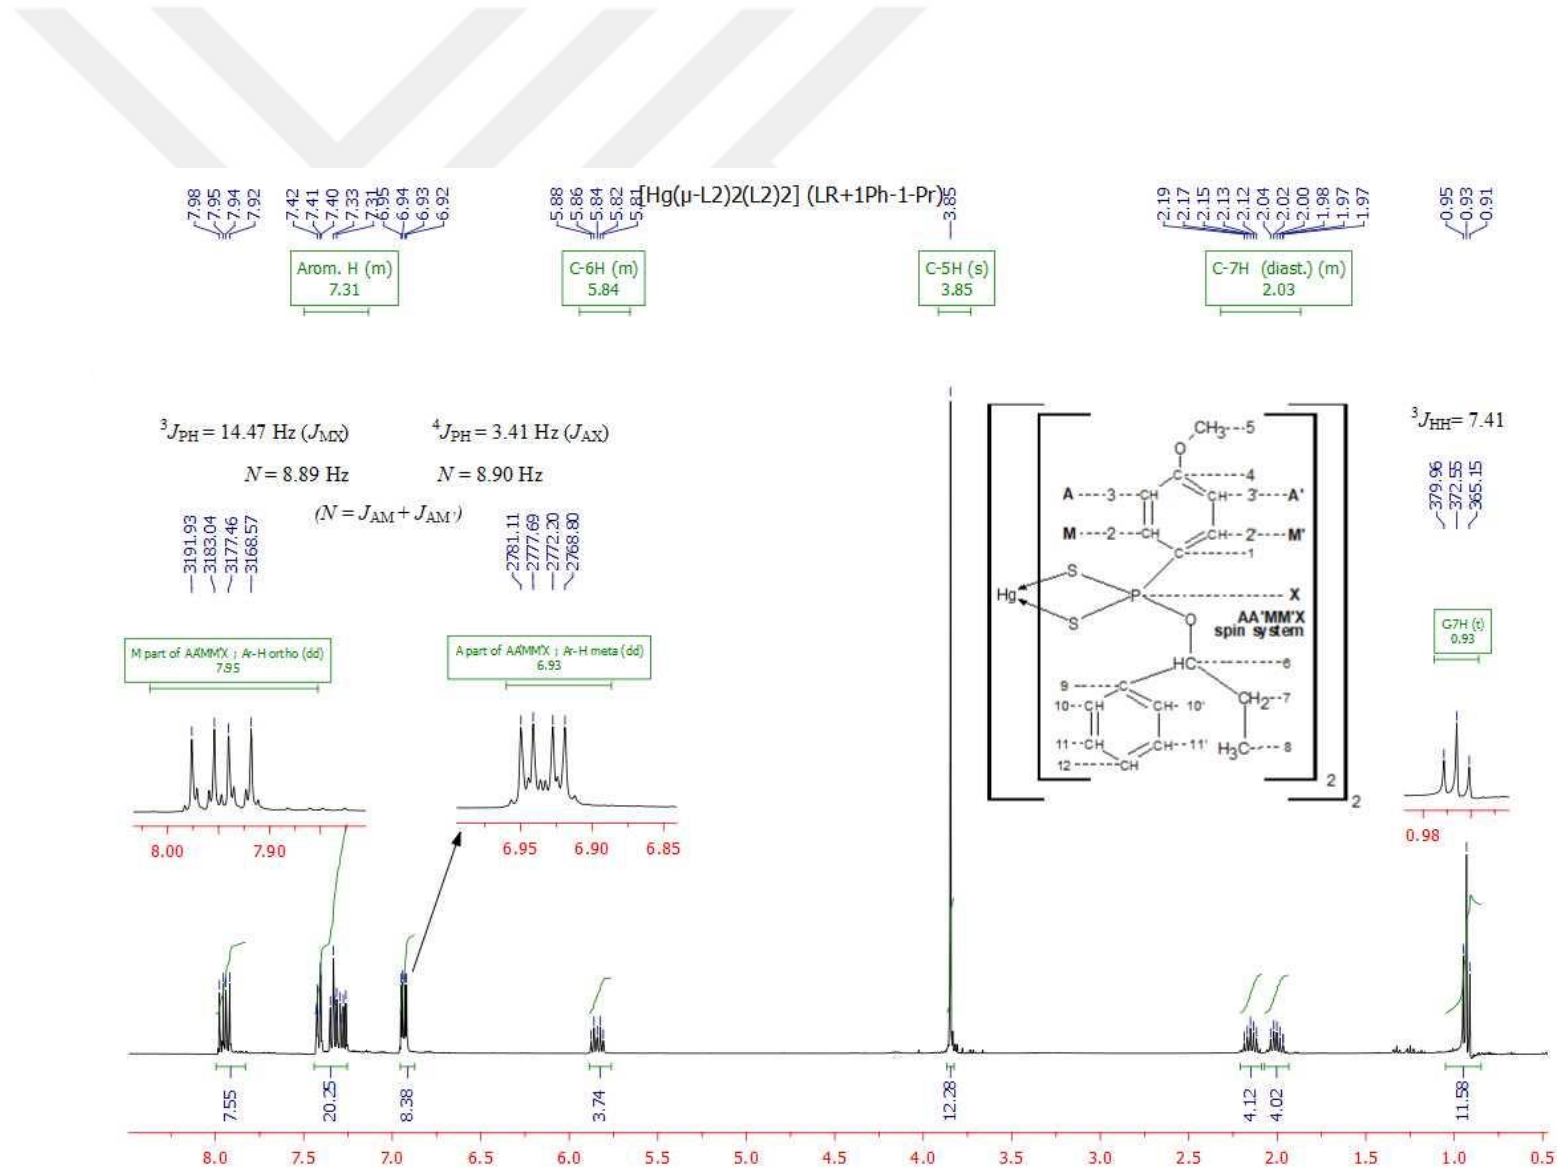 [Hg(μ-L2)2(L2)2] (LR+1Ph-1-Pr)
7.98
7.95
7.94
7.92
7.42
7.41
7.40
7.33
7.31
6.95
6.94
6.93
6.92
5.88
5.86
5.84
5.82
5.81
3.85
2.19
2.17
2.15
2.13
2.12
2.04
2.02
2.00
1.98
1.97
1.97
0.95
0.93
0.91
Arom. H (m)
7.31
C-6H (m)
5.84
C-5H (s)
3.85
C-7H (diast.) (m)
2.03
³J_PH = 14.47 Hz (J_MX)
N = 8.89 Hz
⁴J_PH = 3.41 Hz (J_AX)
N = 8.90 Hz
(N = J_AM + J_AM')
³J_HH = 7.41
3191.93
3183.04
3177.46
3168.57
2781.11
2777.69
2772.20
2768.80
379.96
372.55
365.15
M part of AA'MM'X ; Ar-H ortho (dd)
7.95
A part of AA'MM'X ; Ar-H meta (dd)
6.93
G7H (t)
0.93
CH₃---5
O
C---4
A---3---CH
CH---3'---A'
M---2---CH
CH---2'---M'
C---1
S
Hg
P---X
S
O
AA'MM'X
spin system
HC---6
9---C
CH₂---7
10---CH
CH- 10'
11---CH
CH---11'
H₃C---8
12---CH
2
2
8.00 7.90
6.95 6.90 6.85
0.98
7.55
20.25
8.38
3.74
12.28
4.12
4.02
11.58
8.0 7.5 7.0 6.5 6.0 5.5 5.0 4.5 4.0 3.5 3.0 2.5 2.0 1.5 1.0 0.5